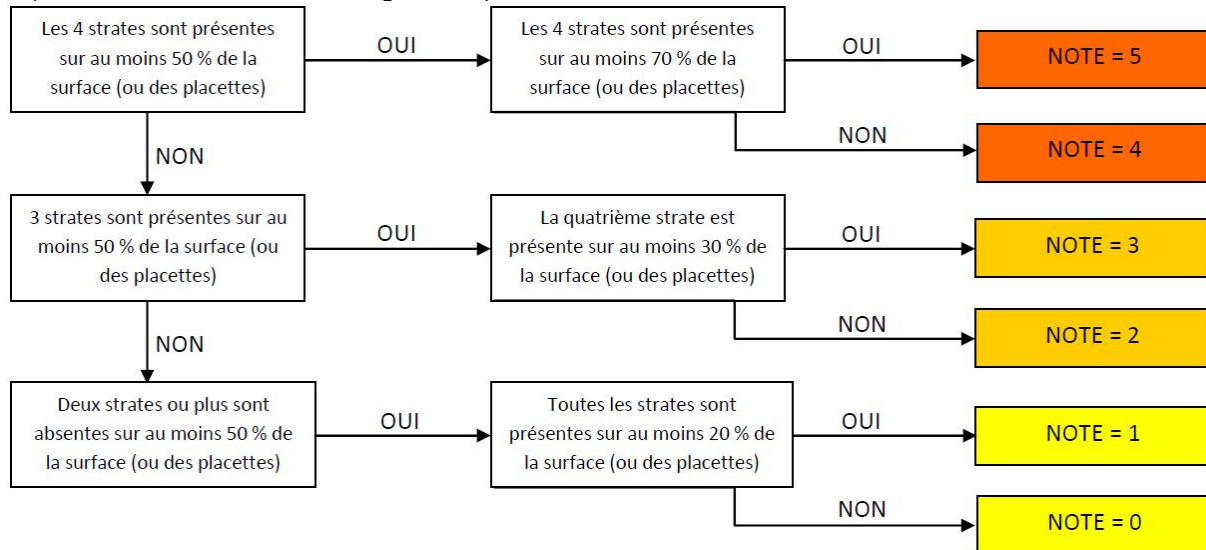 Les 4 strates sont présentes
sur au moins 50 % de la
surface (ou des placettes)
OUI
Les 4 strates sont présentes
sur au moins 70 % de la
surface (ou des placettes)
OUI
NOTE = 5
NON
NOTE = 4
NON
3 strates sont présentes sur au
moins 50 % de la surface (ou
des placettes)
OUI
La quatrième strate est
présente sur au moins 30 % de
la surface (ou des placettes)
OUI
NOTE = 3
NON
NOTE = 2
NON
Deux strates ou plus sont
absentes sur au moins 50 % de
la surface (ou des placettes)
OUI
Toutes les strates sont
présentes sur au moins 20 % de
la surface (ou des placettes)
OUI
NOTE = 1
NON
NOTE = 0